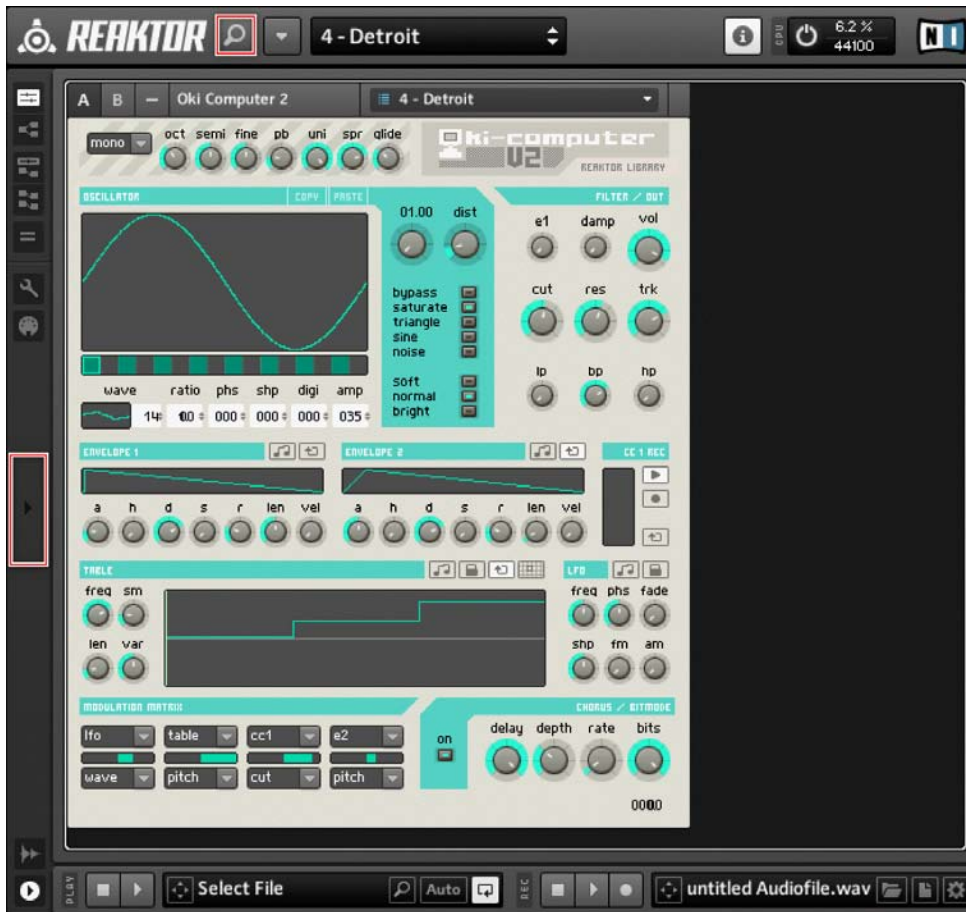 REAKTOR
4 - Detroit
i
CPU
6.2 %
44100
A B Oki Computer 2 4 - Detroit
mono oct semi fine pb uni spr glide
Oki-computer
V2
REAKTOR LIBRARY
OSCILLATOR COPY PASTE
FILTER / OUT
01.00 dist
e1 damp vol
bypass
saturate
triangle
sine
noise
cut res trk
soft
normal
bright
lp bp hp
wave ratio phs shp digi amp
14 000 000 000 035
ENVELOPE 1
ENVELOPE 2
CC 1 REC
a h d s r len vel
a h d s r len vel
TABLE
LFO
freq sm
freq phs fade
len var
shp fm am
MODULATION MATRIX
CHORUS / BITMODE
lfo table cc1 e2
wave pitch cut pitch
on
delay depth rate bits
PLAY
Select File
Auto
REC
untitled Audiofile.wav